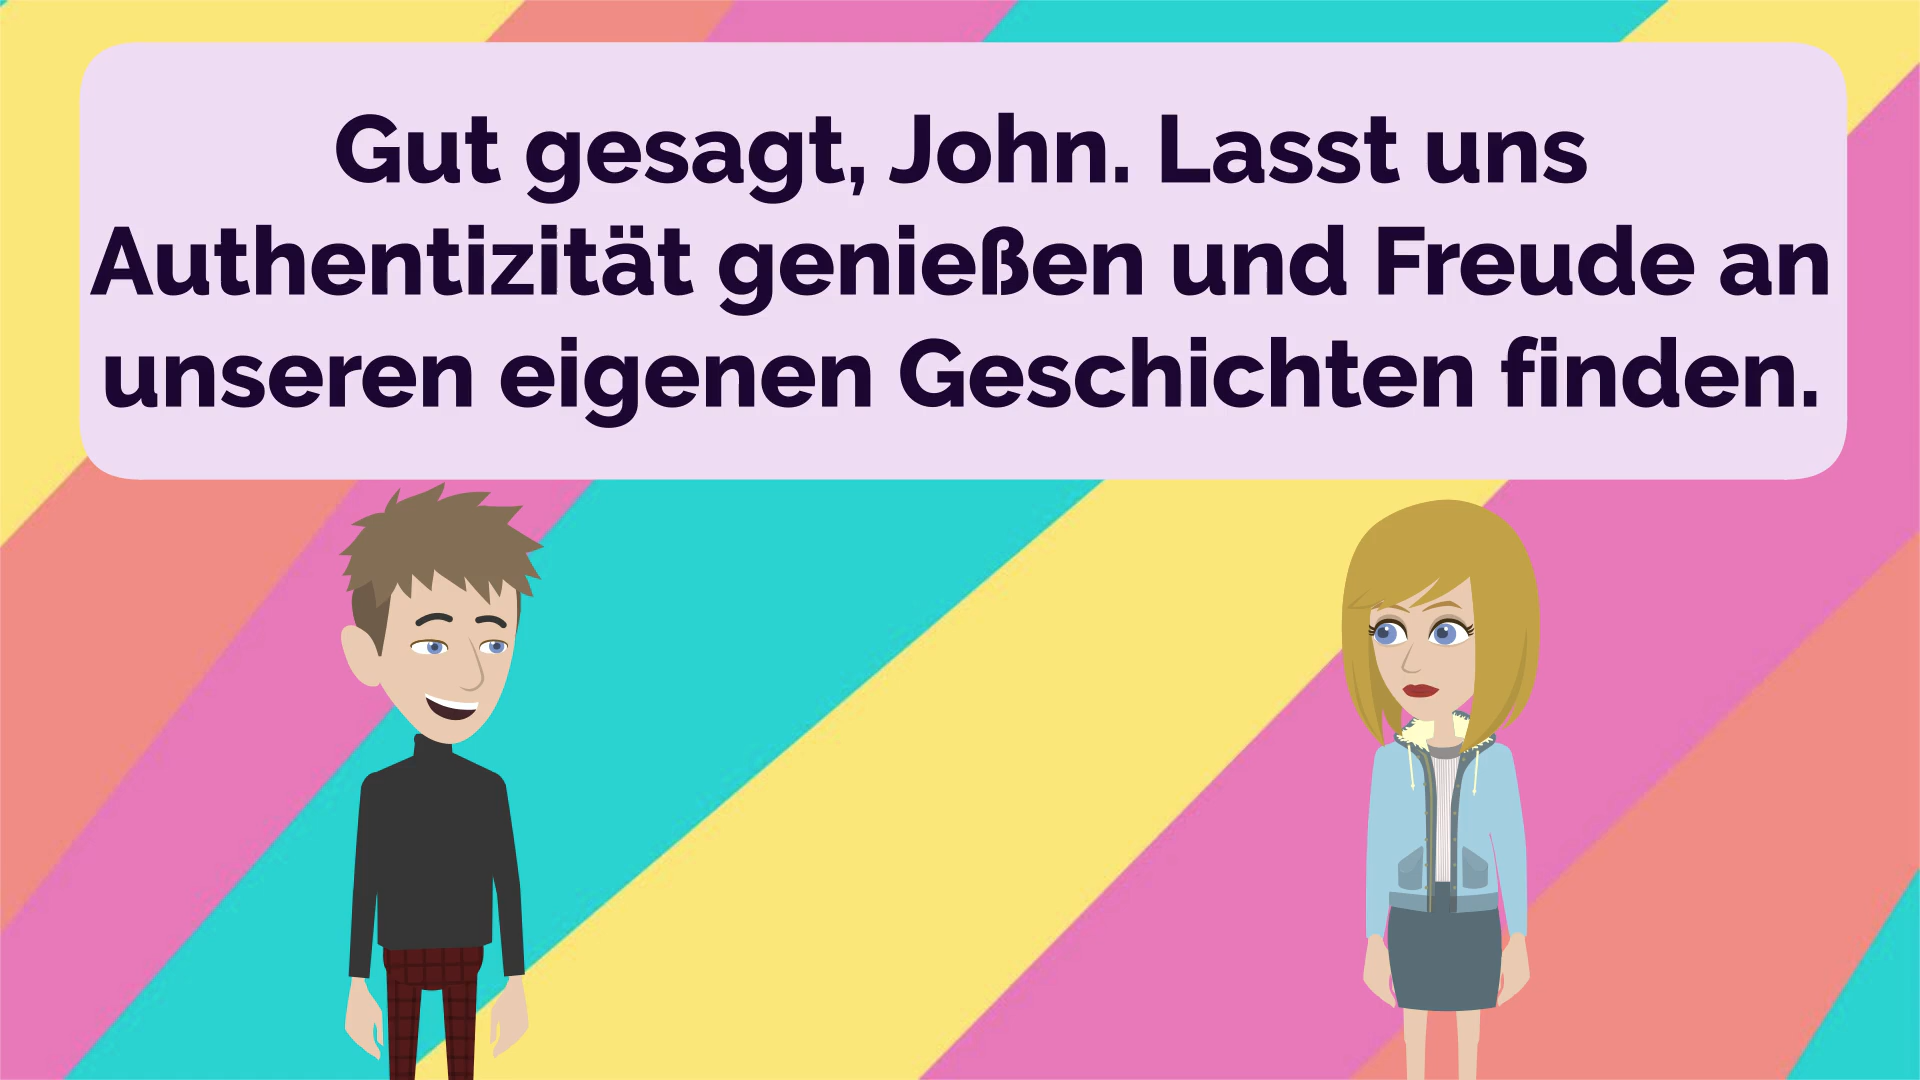 Gut gesagt, John. Lasst uns
Authentizität genießen und Freude an
unseren eigenen Geschichten finden.